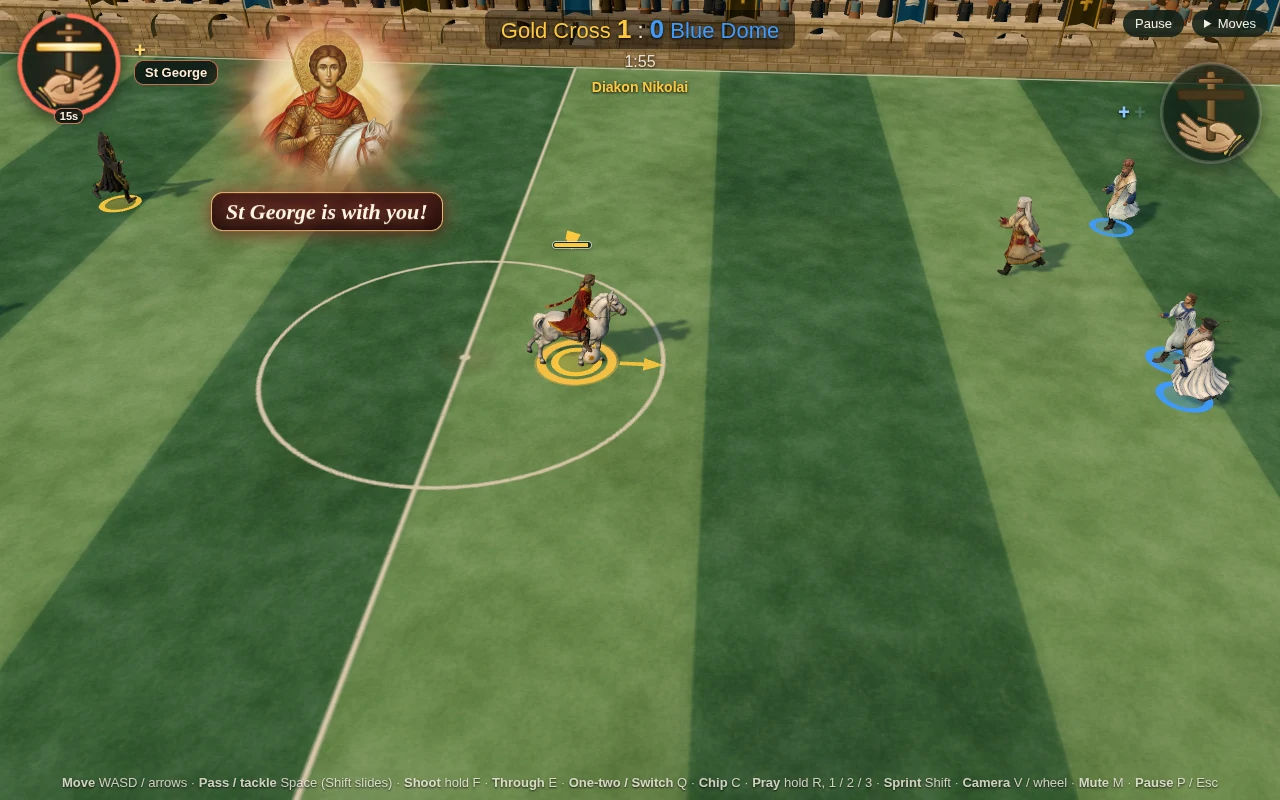 Gold Cross 1 : 0 Blue Dome
Pause
▶ Moves
1:55
St George
Diakon Nikolai
15s
St George is with you!
Move WASD / arrows · Pass / tackle Space (Shift slides) · Shoot hold F · Through E · One-two / Switch Q · Chip C · Pray hold R, 1 / 2 / 3 · Sprint Shift · Camera V / wheel · Mute M · Pause P / Esc